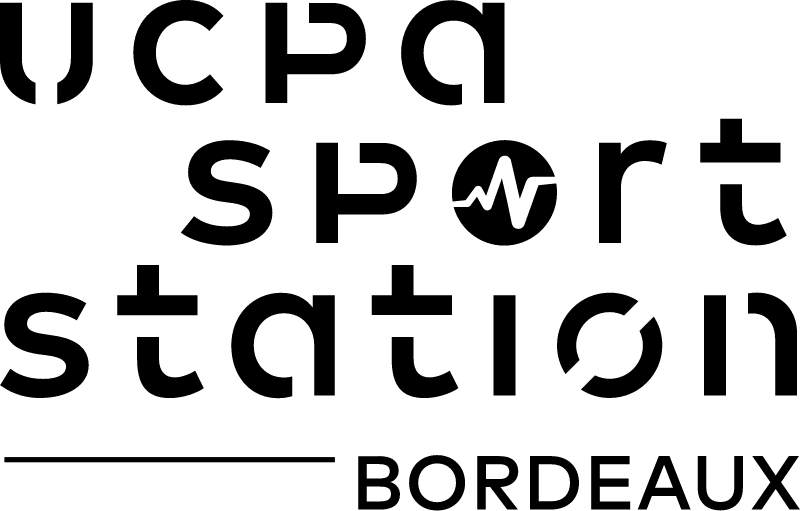 ucpa
sport
station
BORDEAUX